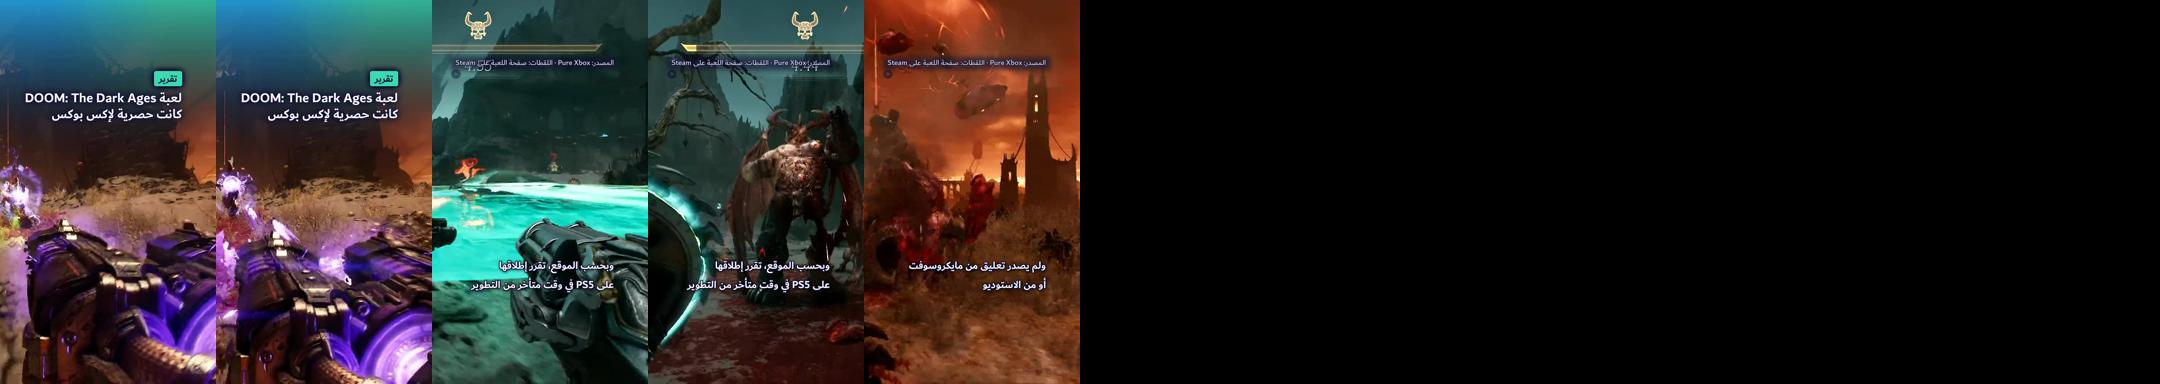 تقرير
لعبة DOOM: The Dark Ages
كانت حصرية لإكس بوكس
تقرير
لعبة DOOM: The Dark Ages
كانت حصرية لإكس بوكس
المصدر: Pure Xbox - اللقطات: صفحة اللعبة على Steam
وبحسب الموقع، تقرر إطلاقها
على PS5 في وقت متأخر من التطوير
المصدر: Pure Xbox - اللقطات: صفحة اللعبة على Steam
وبحسب الموقع، تقرر إطلاقها
على PS5 في وقت متأخر من التطوير
المصدر: Pure Xbox - اللقطات: صفحة اللعبة على Steam
ولم يصدر تعليق من مايكروسوفت
أو من الاستوديو